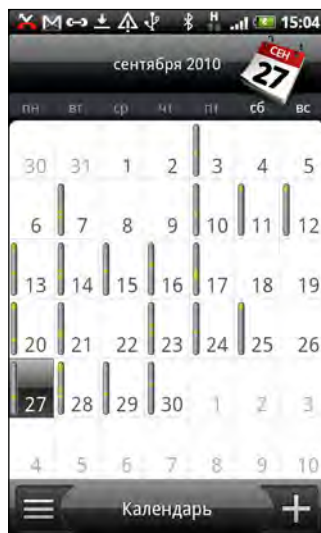 H 15:04
сентября 2010
СЕН
27
пн вт ср чт пт сб вс
30 31 1 2 3 4 5
6 7 8 9 10 11 12
13 14 15 16 17 18 19
20 21 22 23 24 25 26
27 28 29 30 1 2 3
4 5 6 7 8 9 10
Календарь